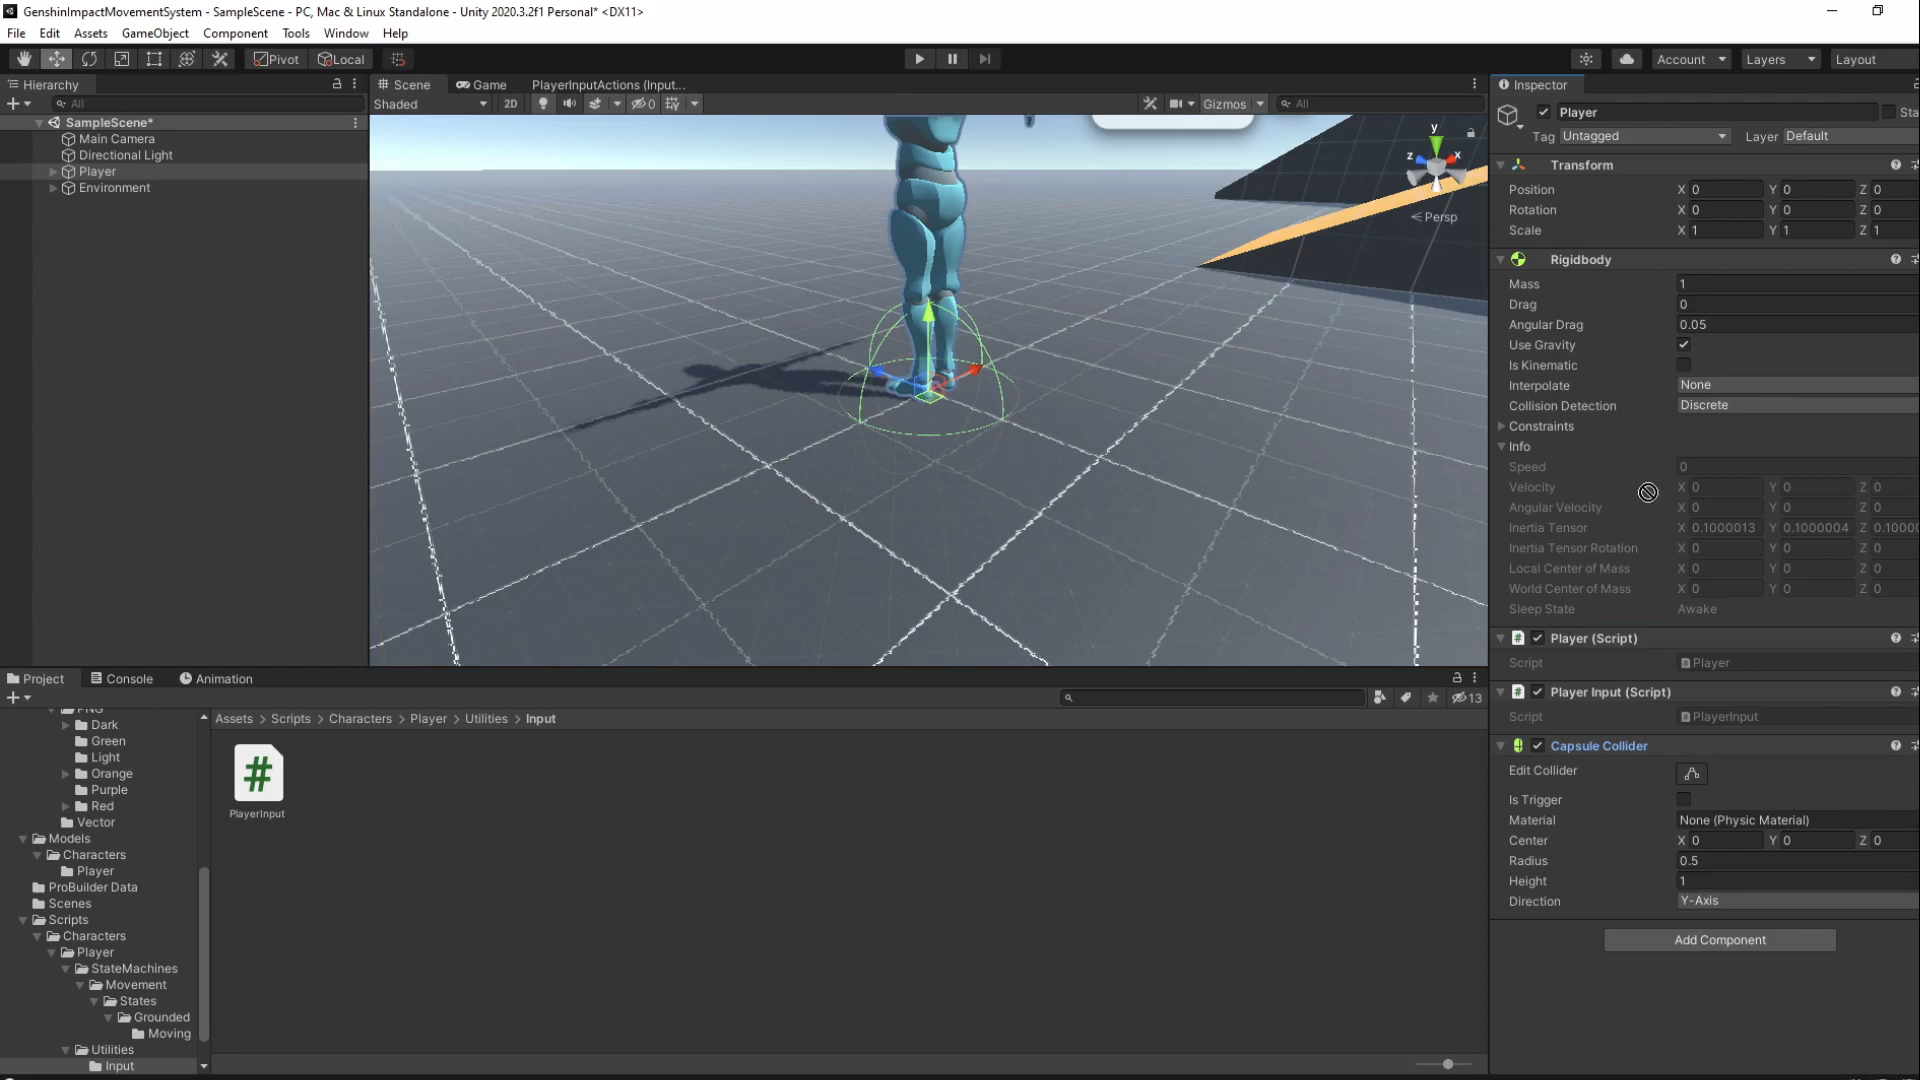 GenshinImpactMovementSystem - SampleScene - PC, Mac & Linux Standalone - Unity 2020.3.2f1 Personal* <DX11>
File Edit Assets GameObject Component Tools Window Help
Pivot Local Account Layers Layout
Hierarchy
All
SampleScene*
Main Camera
Directional Light
Player
Environment
Scene Game PlayerInputActions (Input...
Shaded 2D 0 Gizmos All
y
z x
Persp
Inspector
Player Sta
Tag Untagged Layer Default
Transform
Position X 0 Y 0 Z 0
Rotation X 0 Y 0 Z 0
Scale X 1 Y 1 Z 1
Rigidbody
Mass 1
Drag 0
Angular Drag 0.05
Use Gravity
Is Kinematic
Interpolate None
Collision Detection Discrete
Constraints
Info
Speed 0
Velocity X 0 Y 0 Z 0
Angular Velocity X 0 Y 0 Z 0
Inertia Tensor X 0.1000013 Y 0.1000004 Z 0.1000
Inertia Tensor Rotation X 0 Y 0 Z 0
Local Center of Mass X 0 Y 0 Z 0
World Center of Mass X 0 Y 0 Z 0
Sleep State Awake
Player (Script)
Script Player
Player Input (Script)
Script PlayerInput
Capsule Collider
Edit Collider
Is Trigger
Material None (Physic Material)
Center X 0 Y 0 Z 0
Radius 0.5
Height 1
Direction Y-Axis
Add Component
Project Console Animation
13
PNG
Dark
Green
Light
Orange
Purple
Red
Vector
Models
Characters
Player
ProBuilder Data
Scenes
Scripts
Characters
Player
StateMachines
Movement
States
Grounded
Moving
Utilities
Input
Assets > Scripts > Characters > Player > Utilities > Input
#
PlayerInput